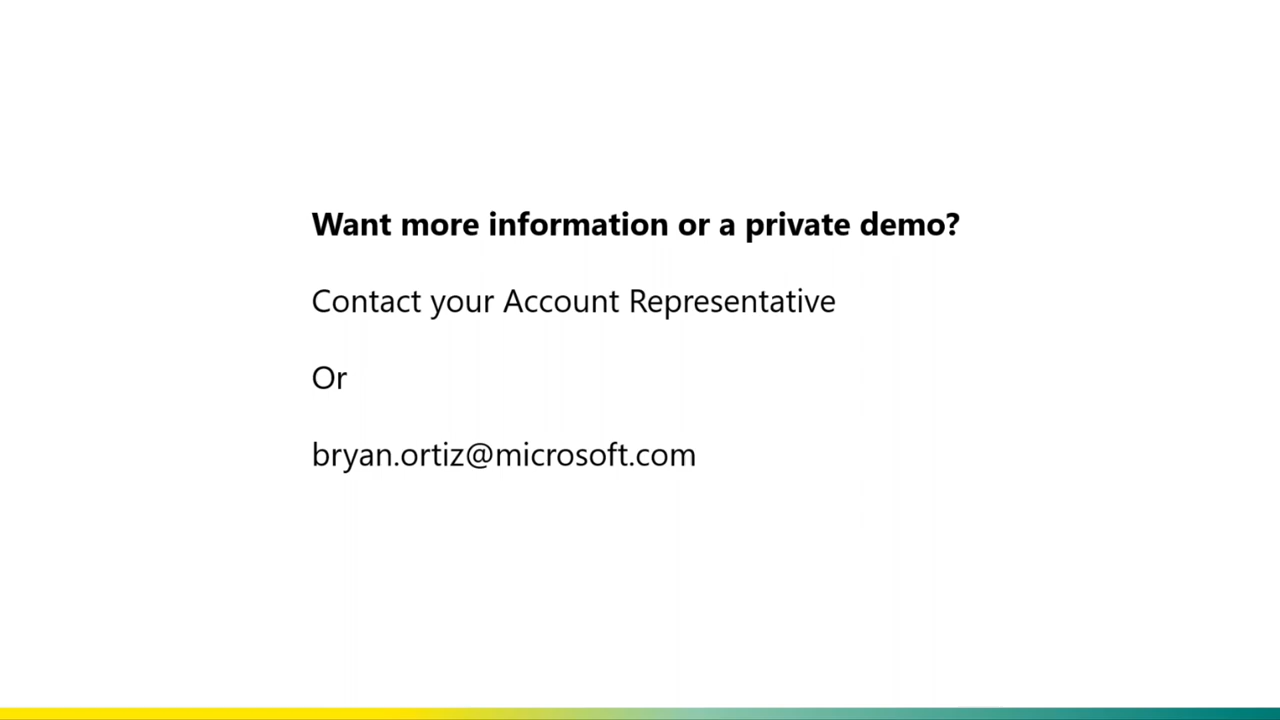 Want more information or a private demo?
Contact your Account Representative
Or
bryan.ortiz@microsoft.com